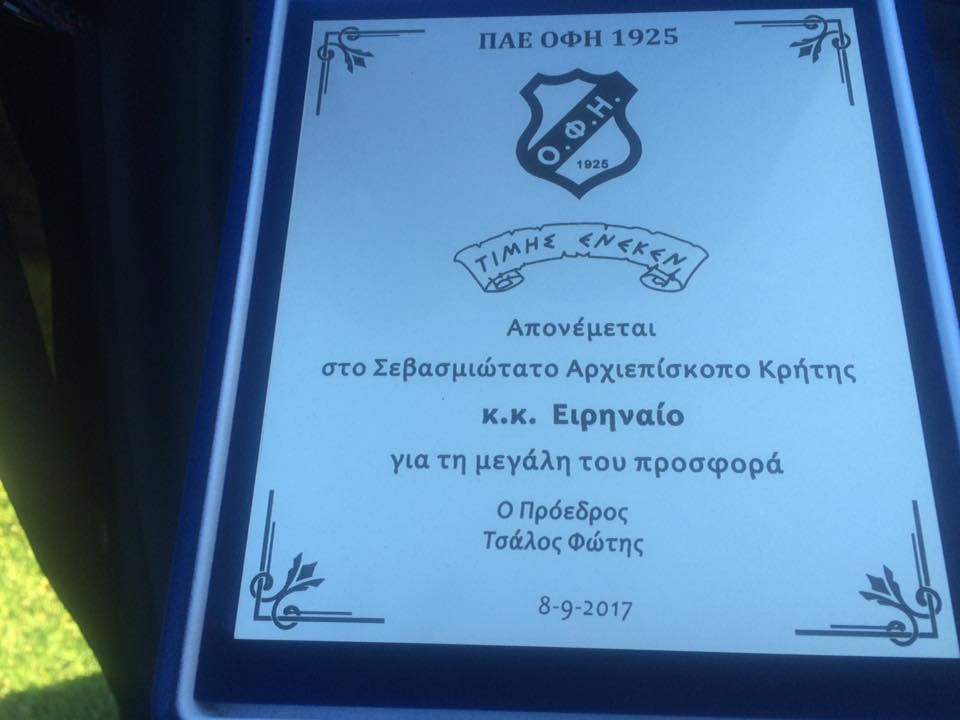 ΠΑΕ ΟΦΗ 1925
Ο.Φ.Η.
1925
ΤΙΜΗΣ ΕΝΕΚΕΝ
Απονέμεται
στο Σεβασμιώτατο Αρχιεπίσκοπο Κρήτης
κ.κ. Ειρηναίο
για τη μεγάλη του προσφορά
Ο Πρόεδρος
Τσάλος Φώτης
8-9-2017